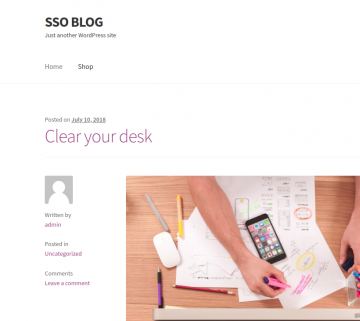 SSO BLOG
Just another WordPress site
Home Shop
Posted on July 10, 2018
Clear your desk
Written by
admin
Posted in
Uncategorized
Comments
Leave a comment